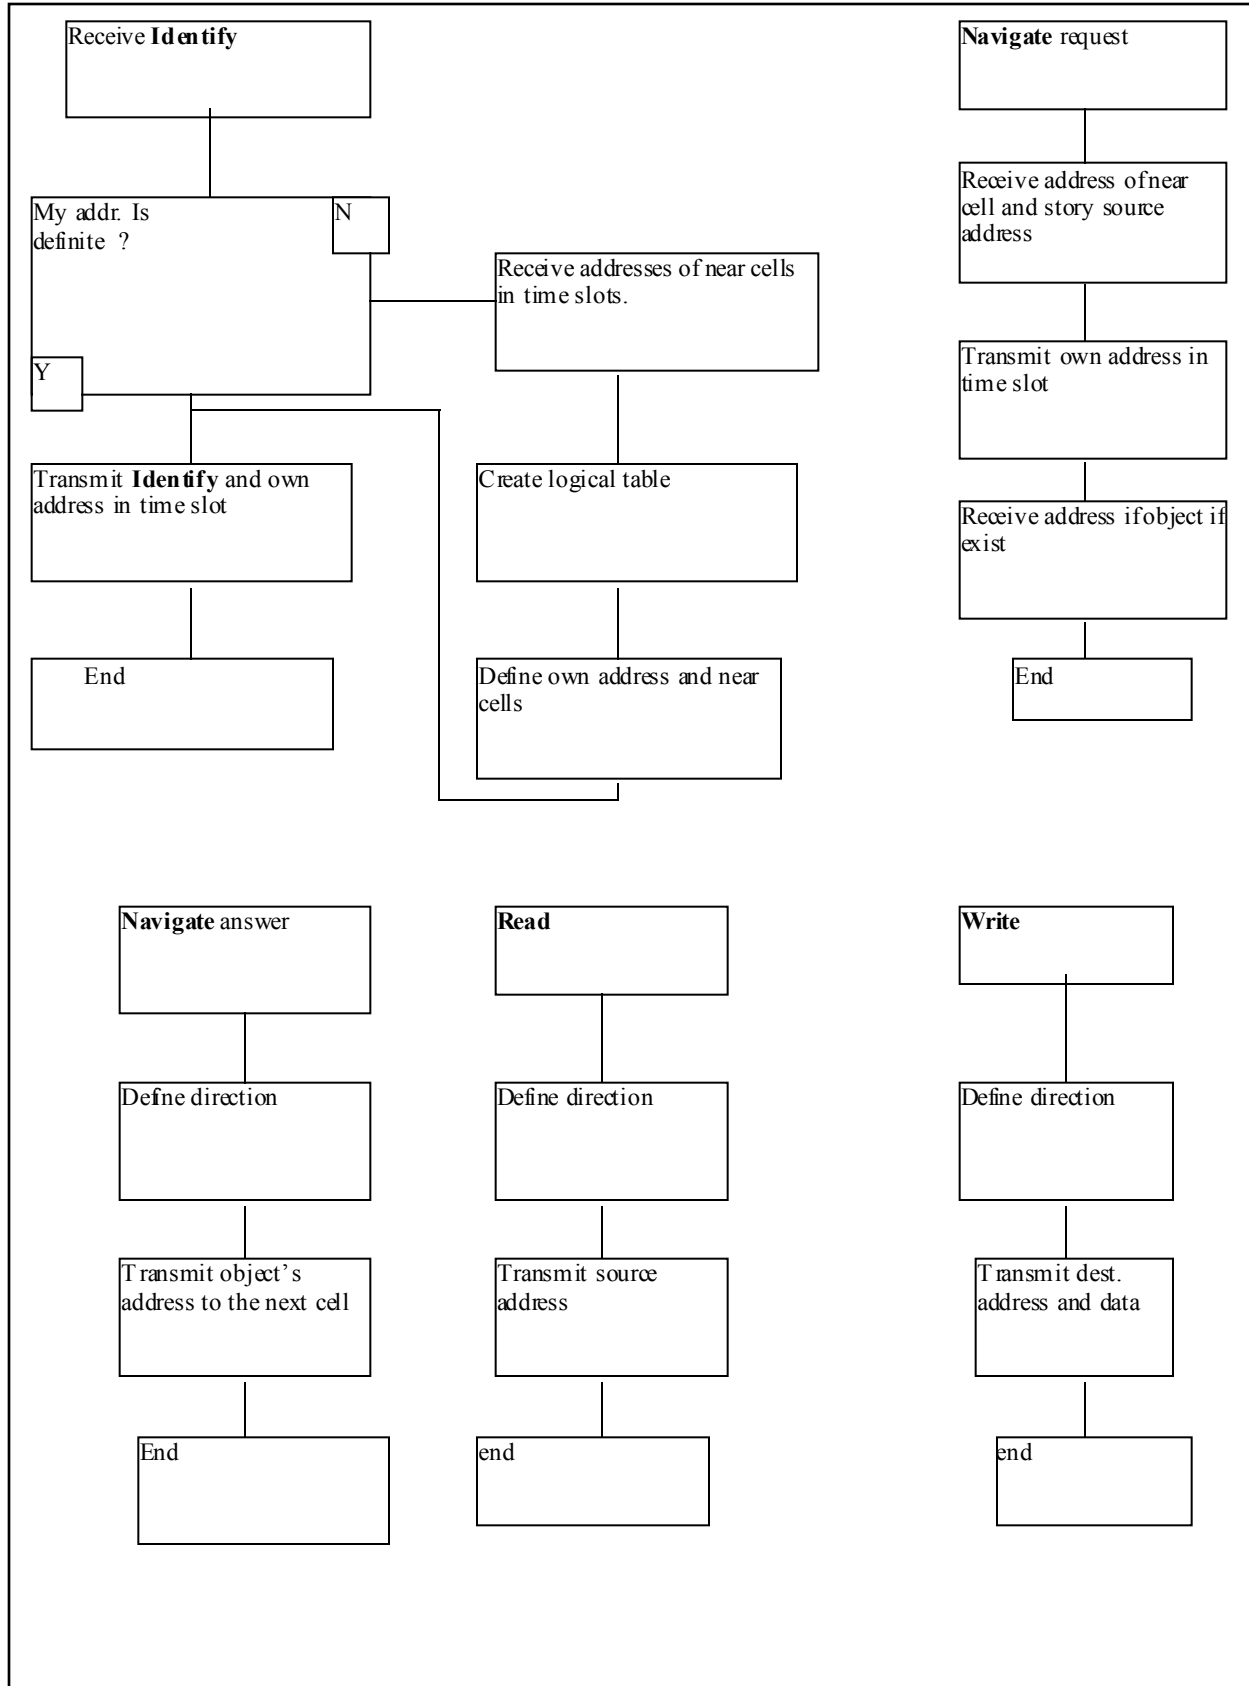 Receive Identify
My addr. Is
definite ?
N
Y
Receive addresses of near cells
in time slots.
Transmit Identify and own
address in time slot
Create logical table
End
Define own address and near
cells
Navigate request
Receive address of near
cell and story source
address
Transmit own address in
time slot
Receive address if object if
exist
End
Navigate answer
Define direction
Transmit object’s
address to the next cell
End
Read
Define direction
Transmit source
address
end
Write
Define direction
Transmit dest.
address and data
end